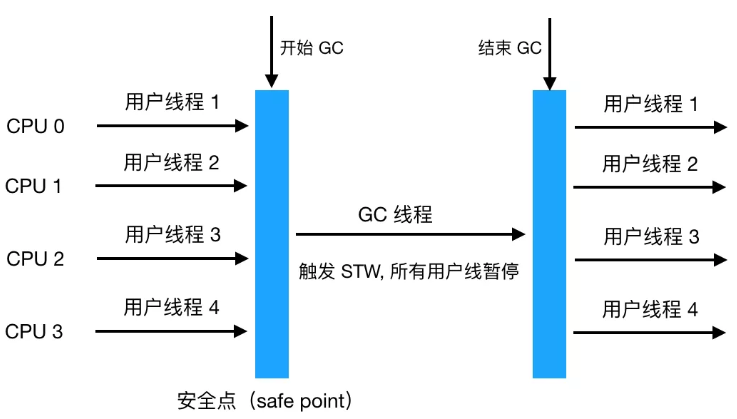 开始 GC
结束 GC
CPU 0
用户线程 1
用户线程 1
CPU 1
用户线程 2
用户线程 2
GC 线程
CPU 2
用户线程 3
用户线程 3
触发 STW, 所有用户线暂停
CPU 3
用户线程 4
用户线程 4
安全点（safe point）